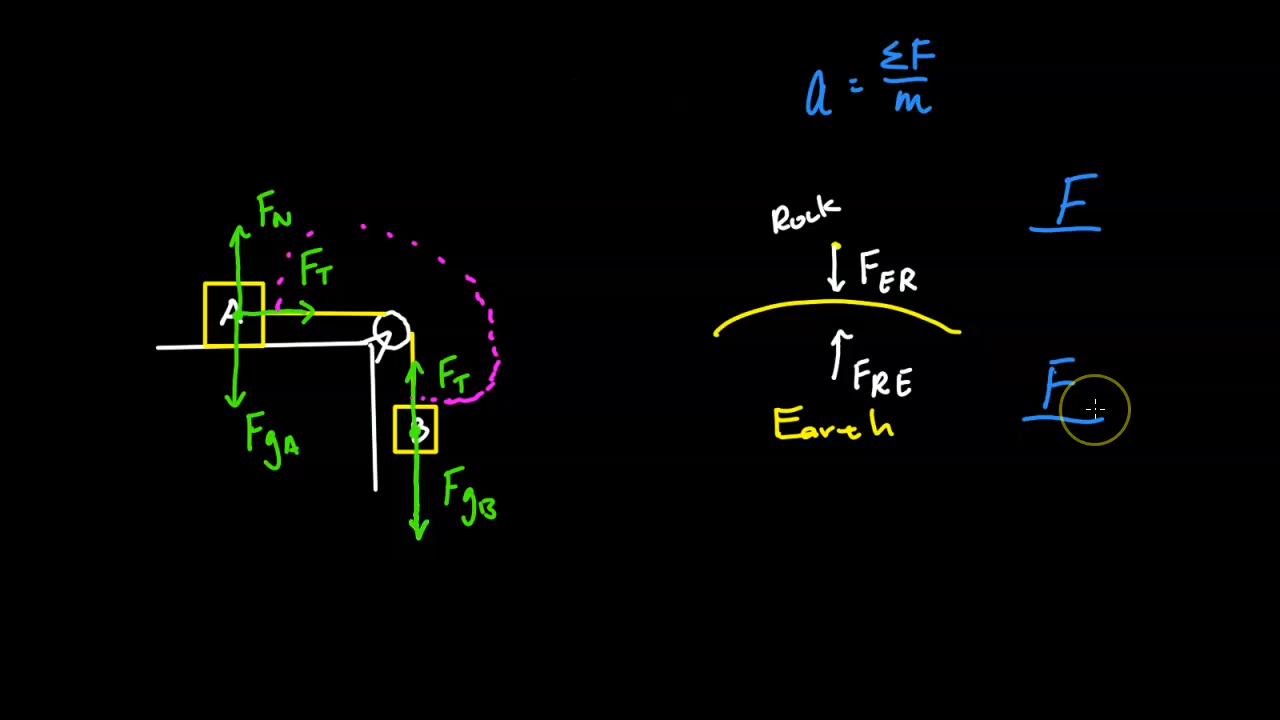 a = ΣF/m
F_N
F_T
A
F_gA
F_T
B
F_gB
Rock
F_ER
F_RE
Earth
F
F